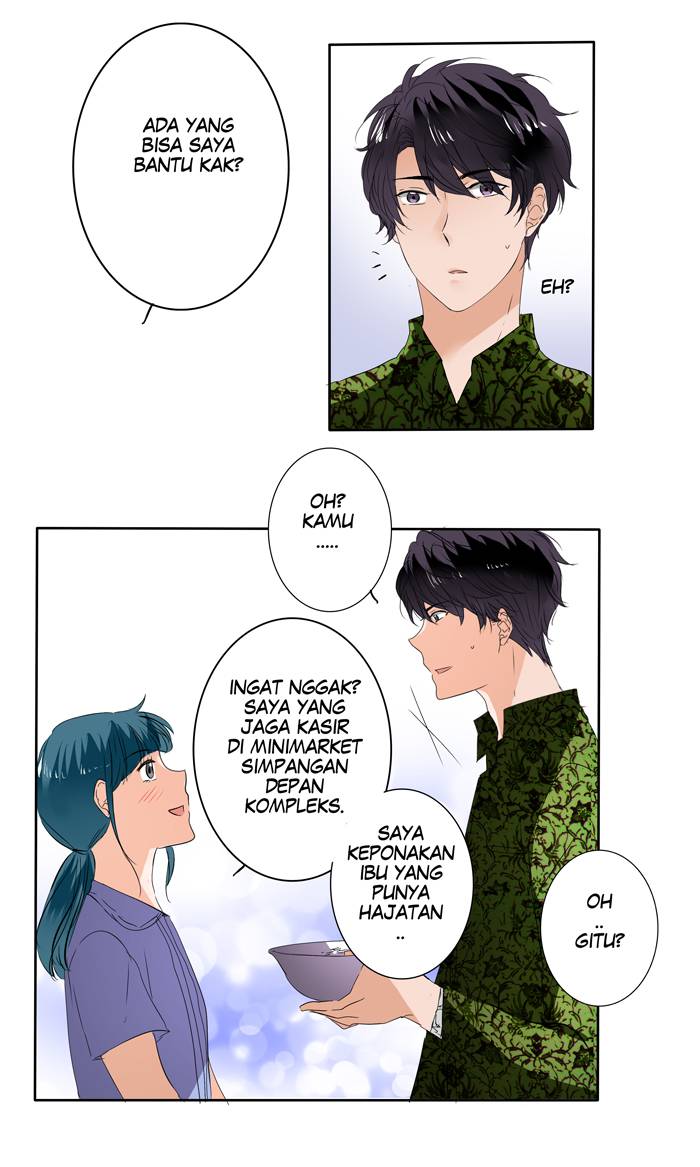 ADA YANG
BISA SAYA
BANTU KAK?
EH?
OH?
KAMU
.....
INGAT NGGAK?
SAYA YANG
JAGA KASIR
DI MINIMARKET
SIMPANGAN
DEPAN
KOMPLEKS.
SAYA
KEPONAKAN
IBU YANG
PUNYA
HAJATAN
..
OH
..
GITU?